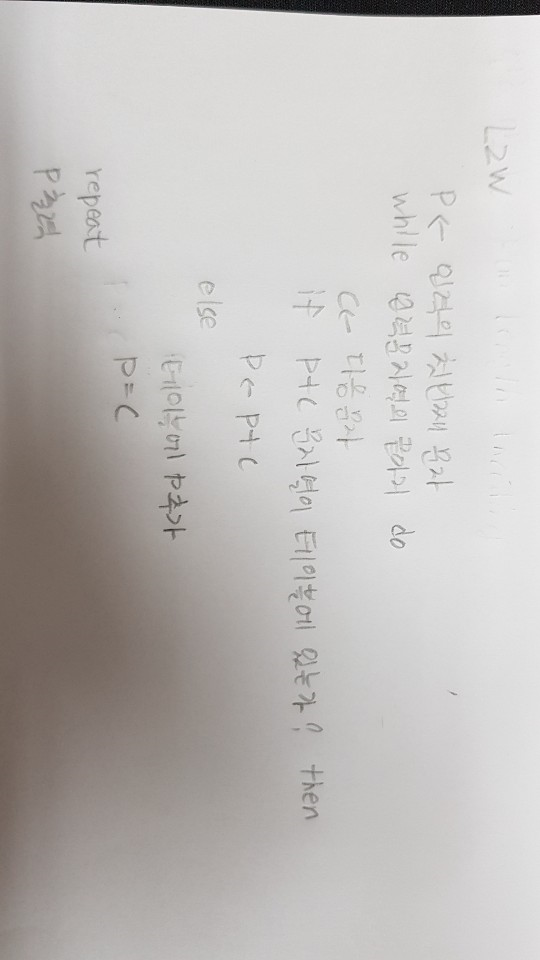 LZW
P ← 입력의 첫번째 문자
while 입력문자열의 끝까지 do
C ← 다음문자
if P+C 문자열이 테이블에 있는가? then
P ← P+C
else
테이블에 P추가
P=C
repeat
P출력